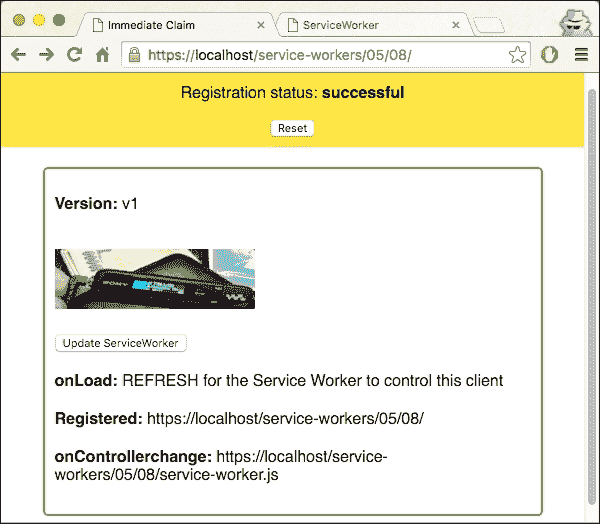 Immediate Claim
ServiceWorker
https://localhost/service-workers/05/08/
Registration status: successful
Reset
Version: v1
SONY
Update ServiceWorker
onLoad: REFRESH for the Service Worker to control this client
Registered: https://localhost/service-workers/05/08/
onControllerchange: https://localhost/service-
workers/05/08/service-worker.js